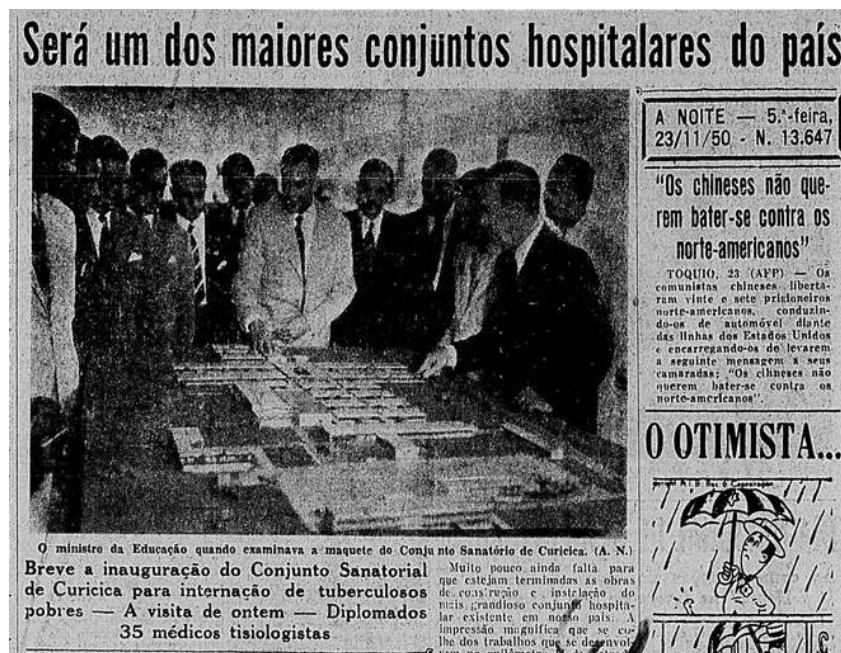 Será um dos maiores conjuntos hospitalares do país
A NOITE — 5.ª-feira,
23/11/50 - N. 13.647
"Os chineses não que-
rem bater-se contra os
norte-americanos"
TOQUIO, 23 (AFP) — Os
comunistas chineses liberta-
ram vinte e sete prisioneiros
norte-americanos, conduzin-
do-os de automóvel diante
das linhas dos Estados Unidos
e encarregando-os de levarem
a seguinte mensagem a seus
camaradas: "Os chineses não
querem bater-se contra os
norte-americanos".
O OTIMISTA...
O ministro da Educação quando examinava a maquete do Conjunto Sanatório de Curicica. (A. N.)
Breve a inauguração do Conjunto Sanatorial
de Curicica para internação de tuberculosos
pobres — A visita de ontem — Diplomados
35 médicos tisiologistas
Muito pouco ainda falta para
que estejam terminadas as obras
de construção e instalação do
mais grandioso conjunto hospita-
lar existente em nosso país. A
impressão magnífica que se co-
lhe dos trabalhos que se desenvol-